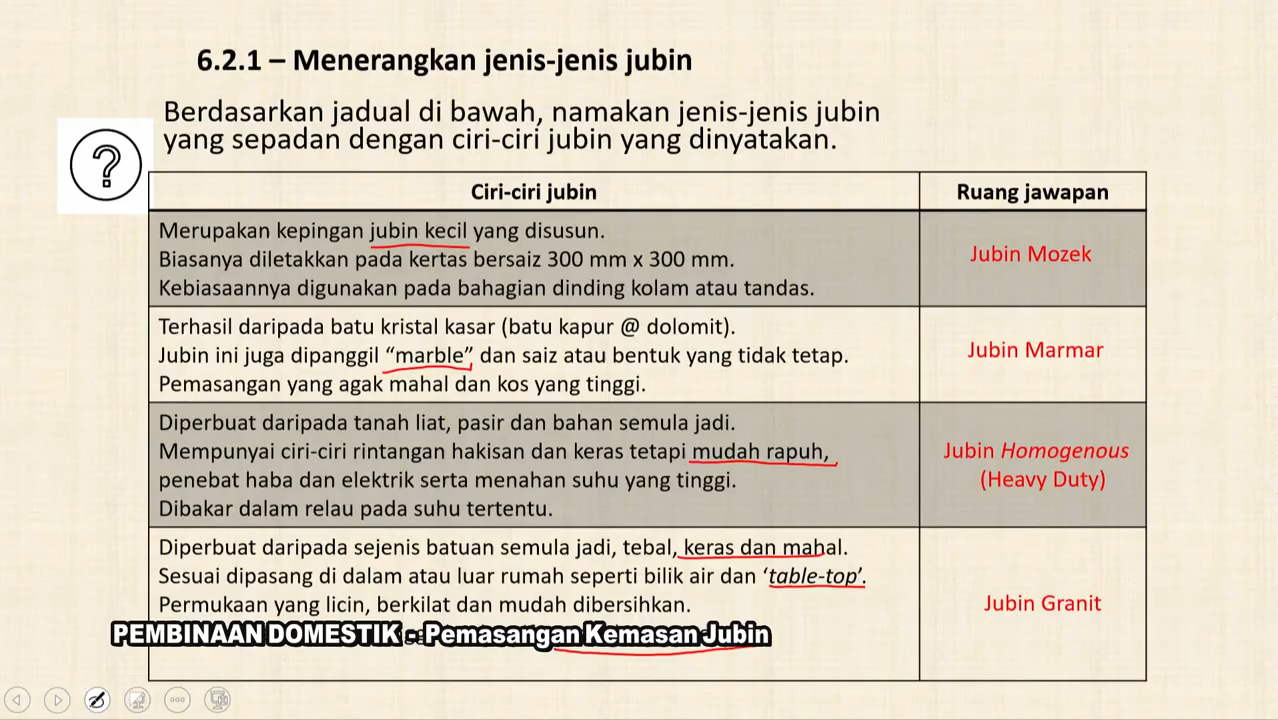 6.2.1 – Menerangkan jenis-jenis jubin
Berdasarkan jadual di bawah, namakan jenis-jenis jubin
yang sepadan dengan ciri-ciri jubin yang dinyatakan.
?
Ciri-ciri jubin
Ruang jawapan
Merupakan kepingan jubin kecil yang disusun.
Biasanya diletakkan pada kertas bersaiz 300 mm x 300 mm.
Kebiasaannya digunakan pada bahagian dinding kolam atau tandas.
Jubin Mozek
Terhasil daripada batu kristal kasar (batu kapur @ dolomit).
Jubin ini juga dipanggil “marble”, dan saiz atau bentuk yang tidak tetap.
Pemasangan yang agak mahal dan kos yang tinggi.
Jubin Marmar
Diperbuat daripada tanah liat, pasir dan bahan semula jadi.
Mempunyai ciri-ciri rintangan hakisan dan keras tetapi mudah rapuh,
penebat haba dan elektrik serta menahan suhu yang tinggi.
Dibakar dalam relau pada suhu tertentu.
Jubin Homogenous
(Heavy Duty)
Diperbuat daripada sejenis batuan semula jadi, tebal, keras dan mahal.
Sesuai dipasang di dalam atau luar rumah seperti bilik air dan ‘table-top’.
Permukaan yang licin, berkilat dan mudah dibersihkan.
Jubin Granit
PEMBINAAN DOMESTIK - Pemasangan Kemasan Jubin